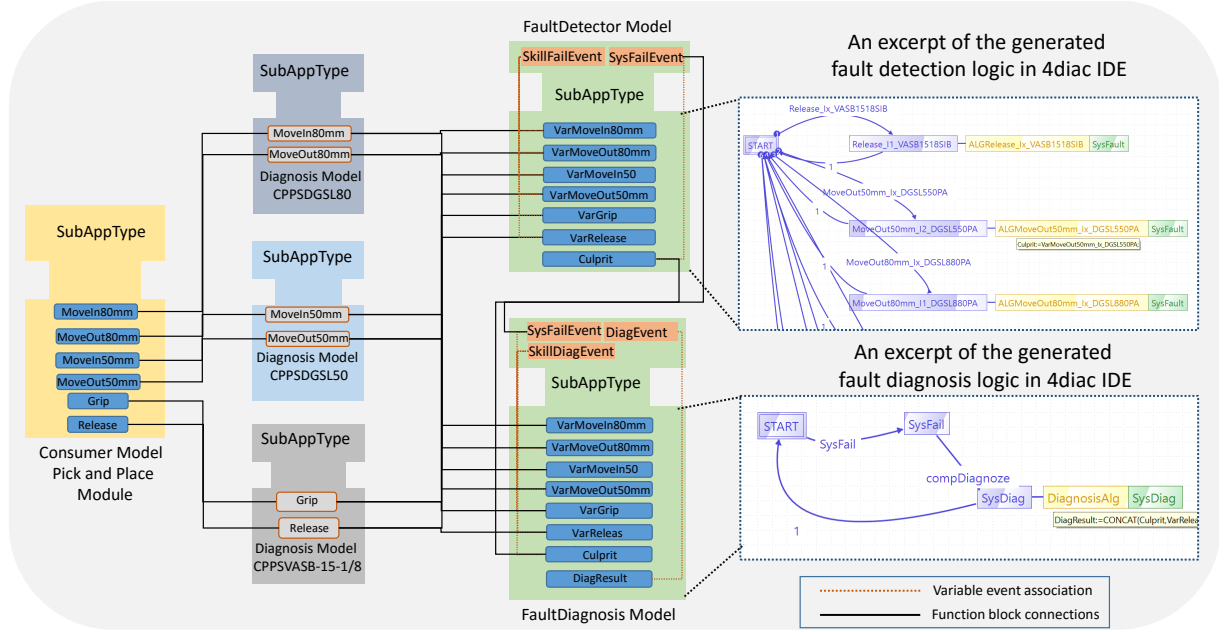 FaultDetector Model
SkillFailEvent
SysFailEvent
SubAppType
VarMoveIn80mm
VarMoveOut80mm
VarMoveIn50
VarMoveOut50mm
VarGrip
VarRelease
Culprit
SubAppType
MoveIn80mm
MoveOut80mm
Diagnosis Model
CPPSDGSL80
SubAppType
MoveIn50mm
MoveOut50mm
Diagnosis Model
CPPSDGSL50
SubAppType
Grip
Release
Diagnosis Model
CPPSVASB-15-1/8
SubAppType
MoveIn80mm
MoveOut80mm
MoveIn50mm
MoveOut50mm
Grip
Release
Consumer Model
Pick and Place
Module
SysFailEvent
DiagEvent
SkillDiagEvent
SubAppType
VarMoveIn80mm
VarMoveOut80mm
VarMoveIn50
VarMoveOut50mm
VarGrip
VarReleas
Culprit
DiagResult
FaultDiagnosis Model
An excerpt of the generated
fault detection logic in 4diac IDE
Release_Ix_VASB1518SIB
START
Release_I1_VASB1518SIB
ALGRelease_Ix_VASB1518SIB
SysFault
1
MoveOut50mm_Ix_DGSL550PA
1
MoveOut50mm_I2_DGSL550PA
ALGMoveOut50mm_Ix_DGSL550PA
SysFault
Culprit:=VarMoveOut50mm_Ix_DGSL550PA;
MoveOut80mm_Ix_DGSL880PA
1
MoveOut80mm_I1_DGSL880PA
ALGMoveOut80mm_Ix_DGSL880PA
SysFault
1
An excerpt of the generated
fault diagnosis logic in 4diac IDE
START
SysFail
SysFail
compDiagnoze
SysDiag
DiagnosisAlg
SysDiag
DiagResult:=CONCAT(Culprit,VarRelea
1
Variable event association
Function block connections